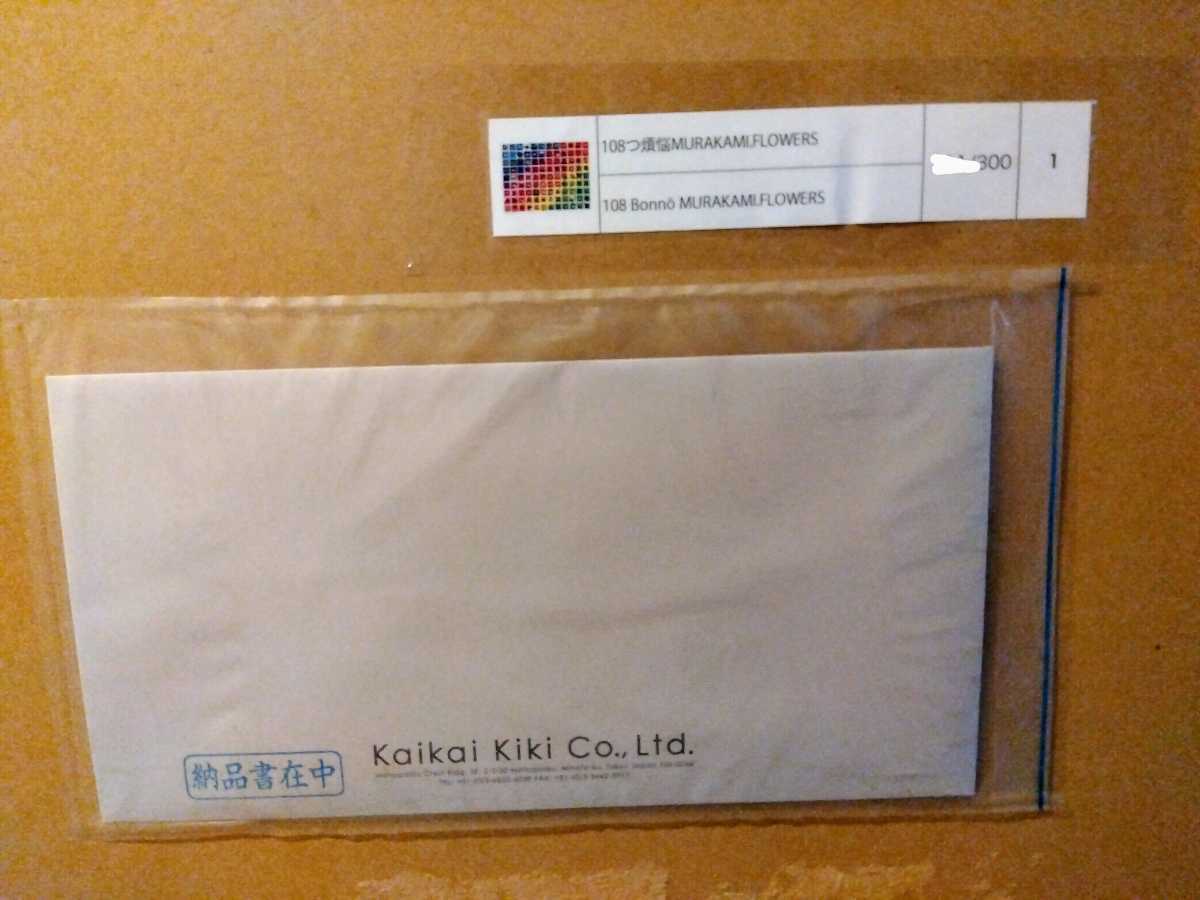 108つ煩悩MURAKAMI.FLOWERS
108 Bonnō MURAKAMI.FLOWERS
/300
1
納品書在中
Kaikai Kiki Co., Ltd.